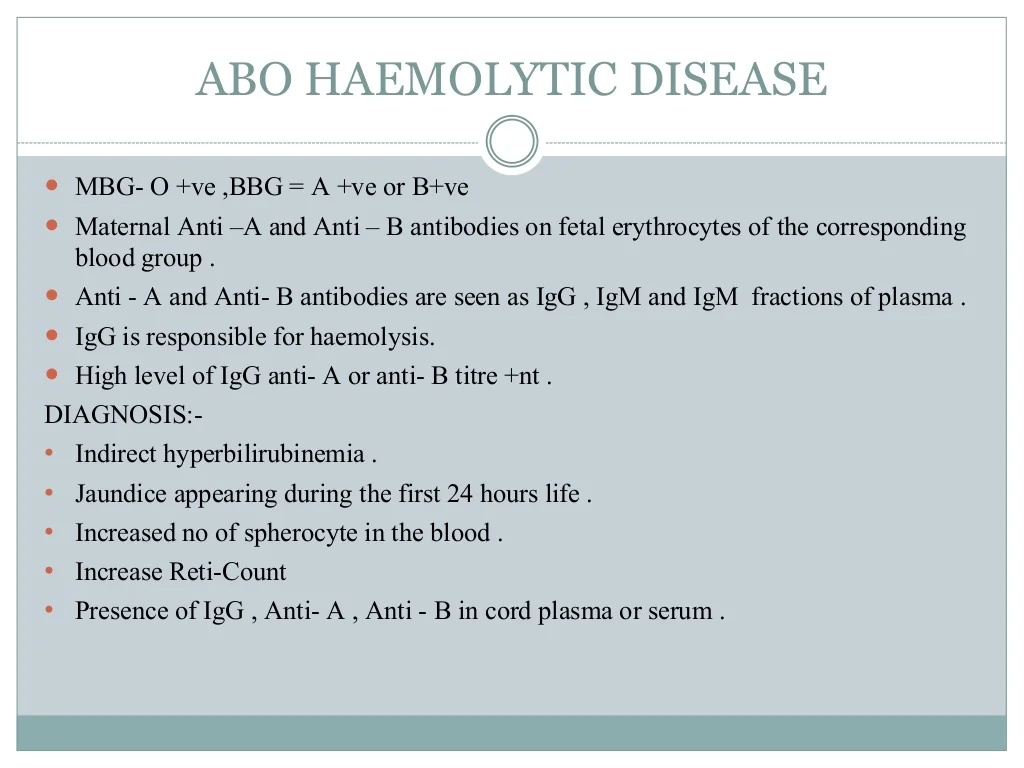 ABO HAEMOLYTIC DISEASE
• MBG- O +ve ,BBG = A +ve or B+ve
• Maternal Anti –A and Anti – B antibodies on fetal erythrocytes of the corresponding
blood group .
• Anti - A and Anti- B antibodies are seen as IgG , IgM and IgM  fractions of plasma .
• IgG is responsible for haemolysis.
• High level of IgG anti- A or anti- B titre +nt .
DIAGNOSIS:-
• Indirect hyperbilirubinemia .
• Jaundice appearing during the first 24 hours life .
• Increased no of spherocyte in the blood .
• Increase Reti-Count
• Presence of IgG , Anti- A , Anti - B in cord plasma or serum .